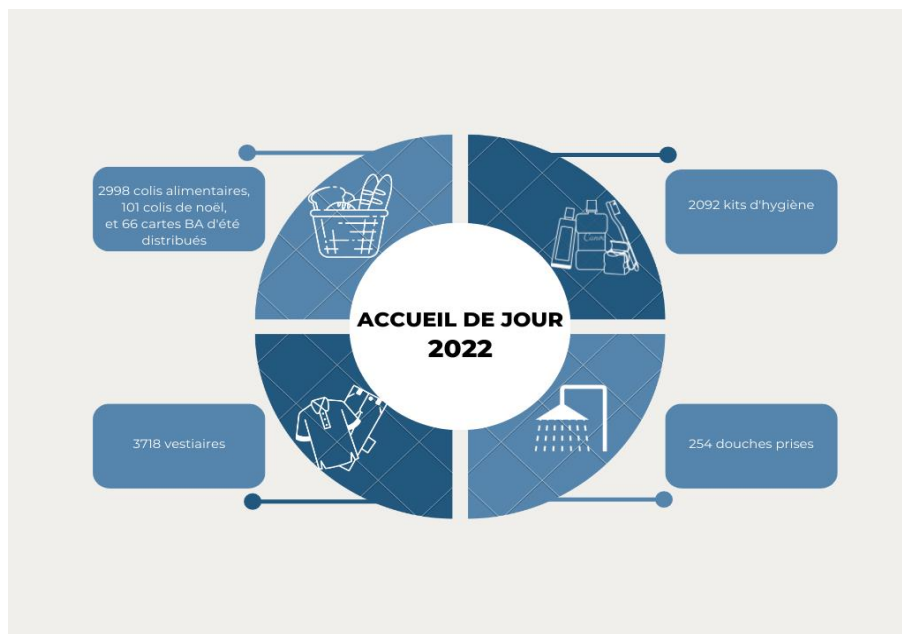 2998 colis alimentaires,
101 colis de noël,
et 66 cartes BA d'été
distribués
2092 kits d'hygiène
ACCUEIL DE JOUR
2022
3718 vestiaires
254 douches prises